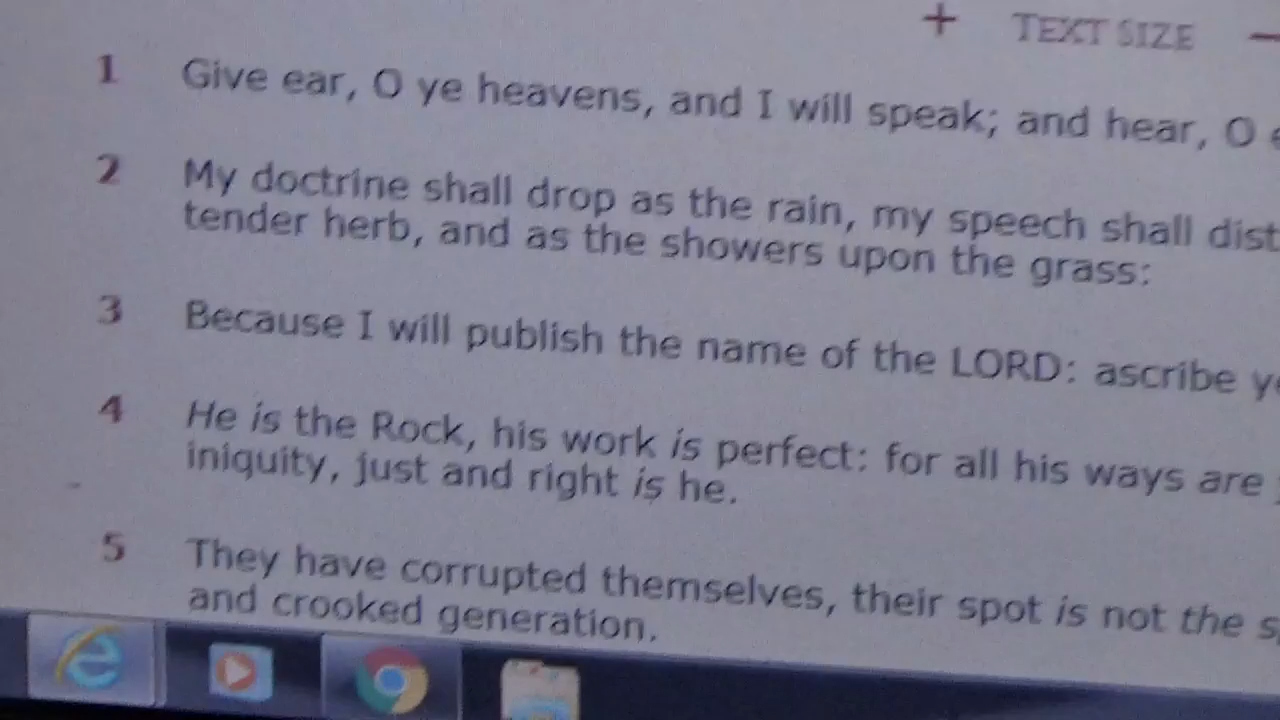 + TEXT SIZE −
1 Give ear, O ye heavens, and I will speak; and hear, O
2 My doctrine shall drop as the rain, my speech shall dist
tender herb, and as the showers upon the grass:
3 Because I will publish the name of the LORD: ascribe ye
4 He is the Rock, his work is perfect: for all his ways are
iniquity, just and right is he.
5 They have corrupted themselves, their spot is not the s
and crooked generation.